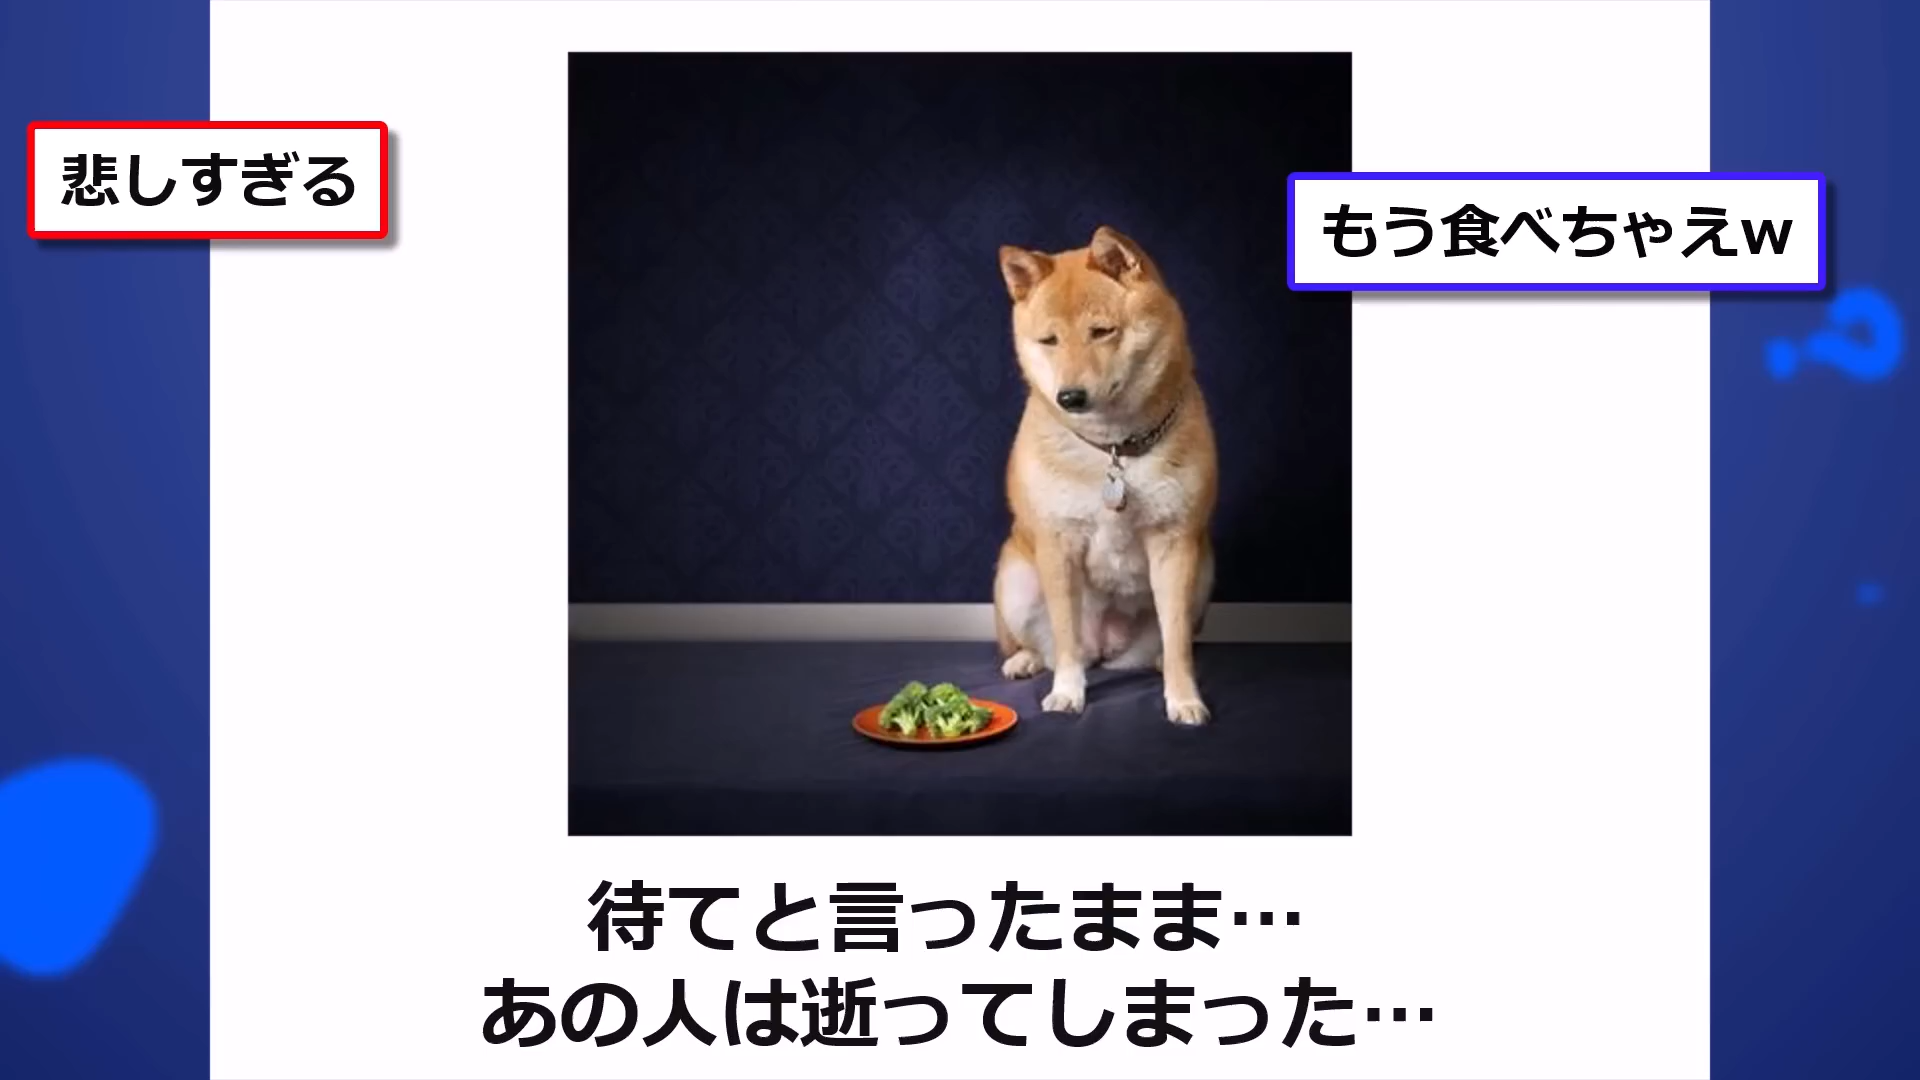 悲しすぎる
もう食べちゃえw
待てと言ったまま…
あの人は逝ってしまった…